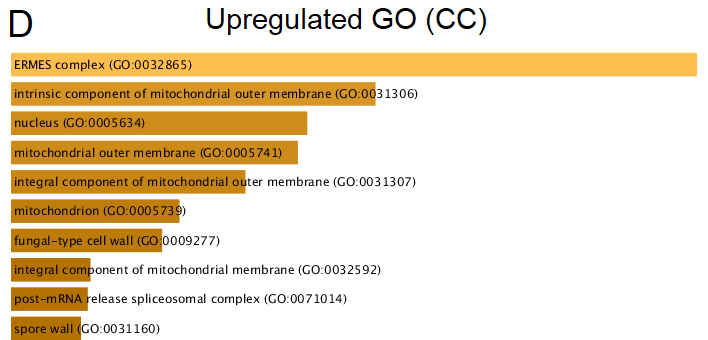 D
Upregulated GO (CC)
ERMES complex (GO:0032865)
intrinsic component of mitochondrial outer membrane (GO:0031306)
nucleus (GO:0005634)
mitochondrial outer membrane (GO:0005741)
integral component of mitochondrial outer membrane (GO:0031307)
mitochondrion (GO:0005739)
fungal-type cell wall (GO:0009277)
integral component of mitochondrial membrane (GO:0032592)
post-mRNA release spliceosomal complex (GO:0071014)
spore wall (GO:0031160)